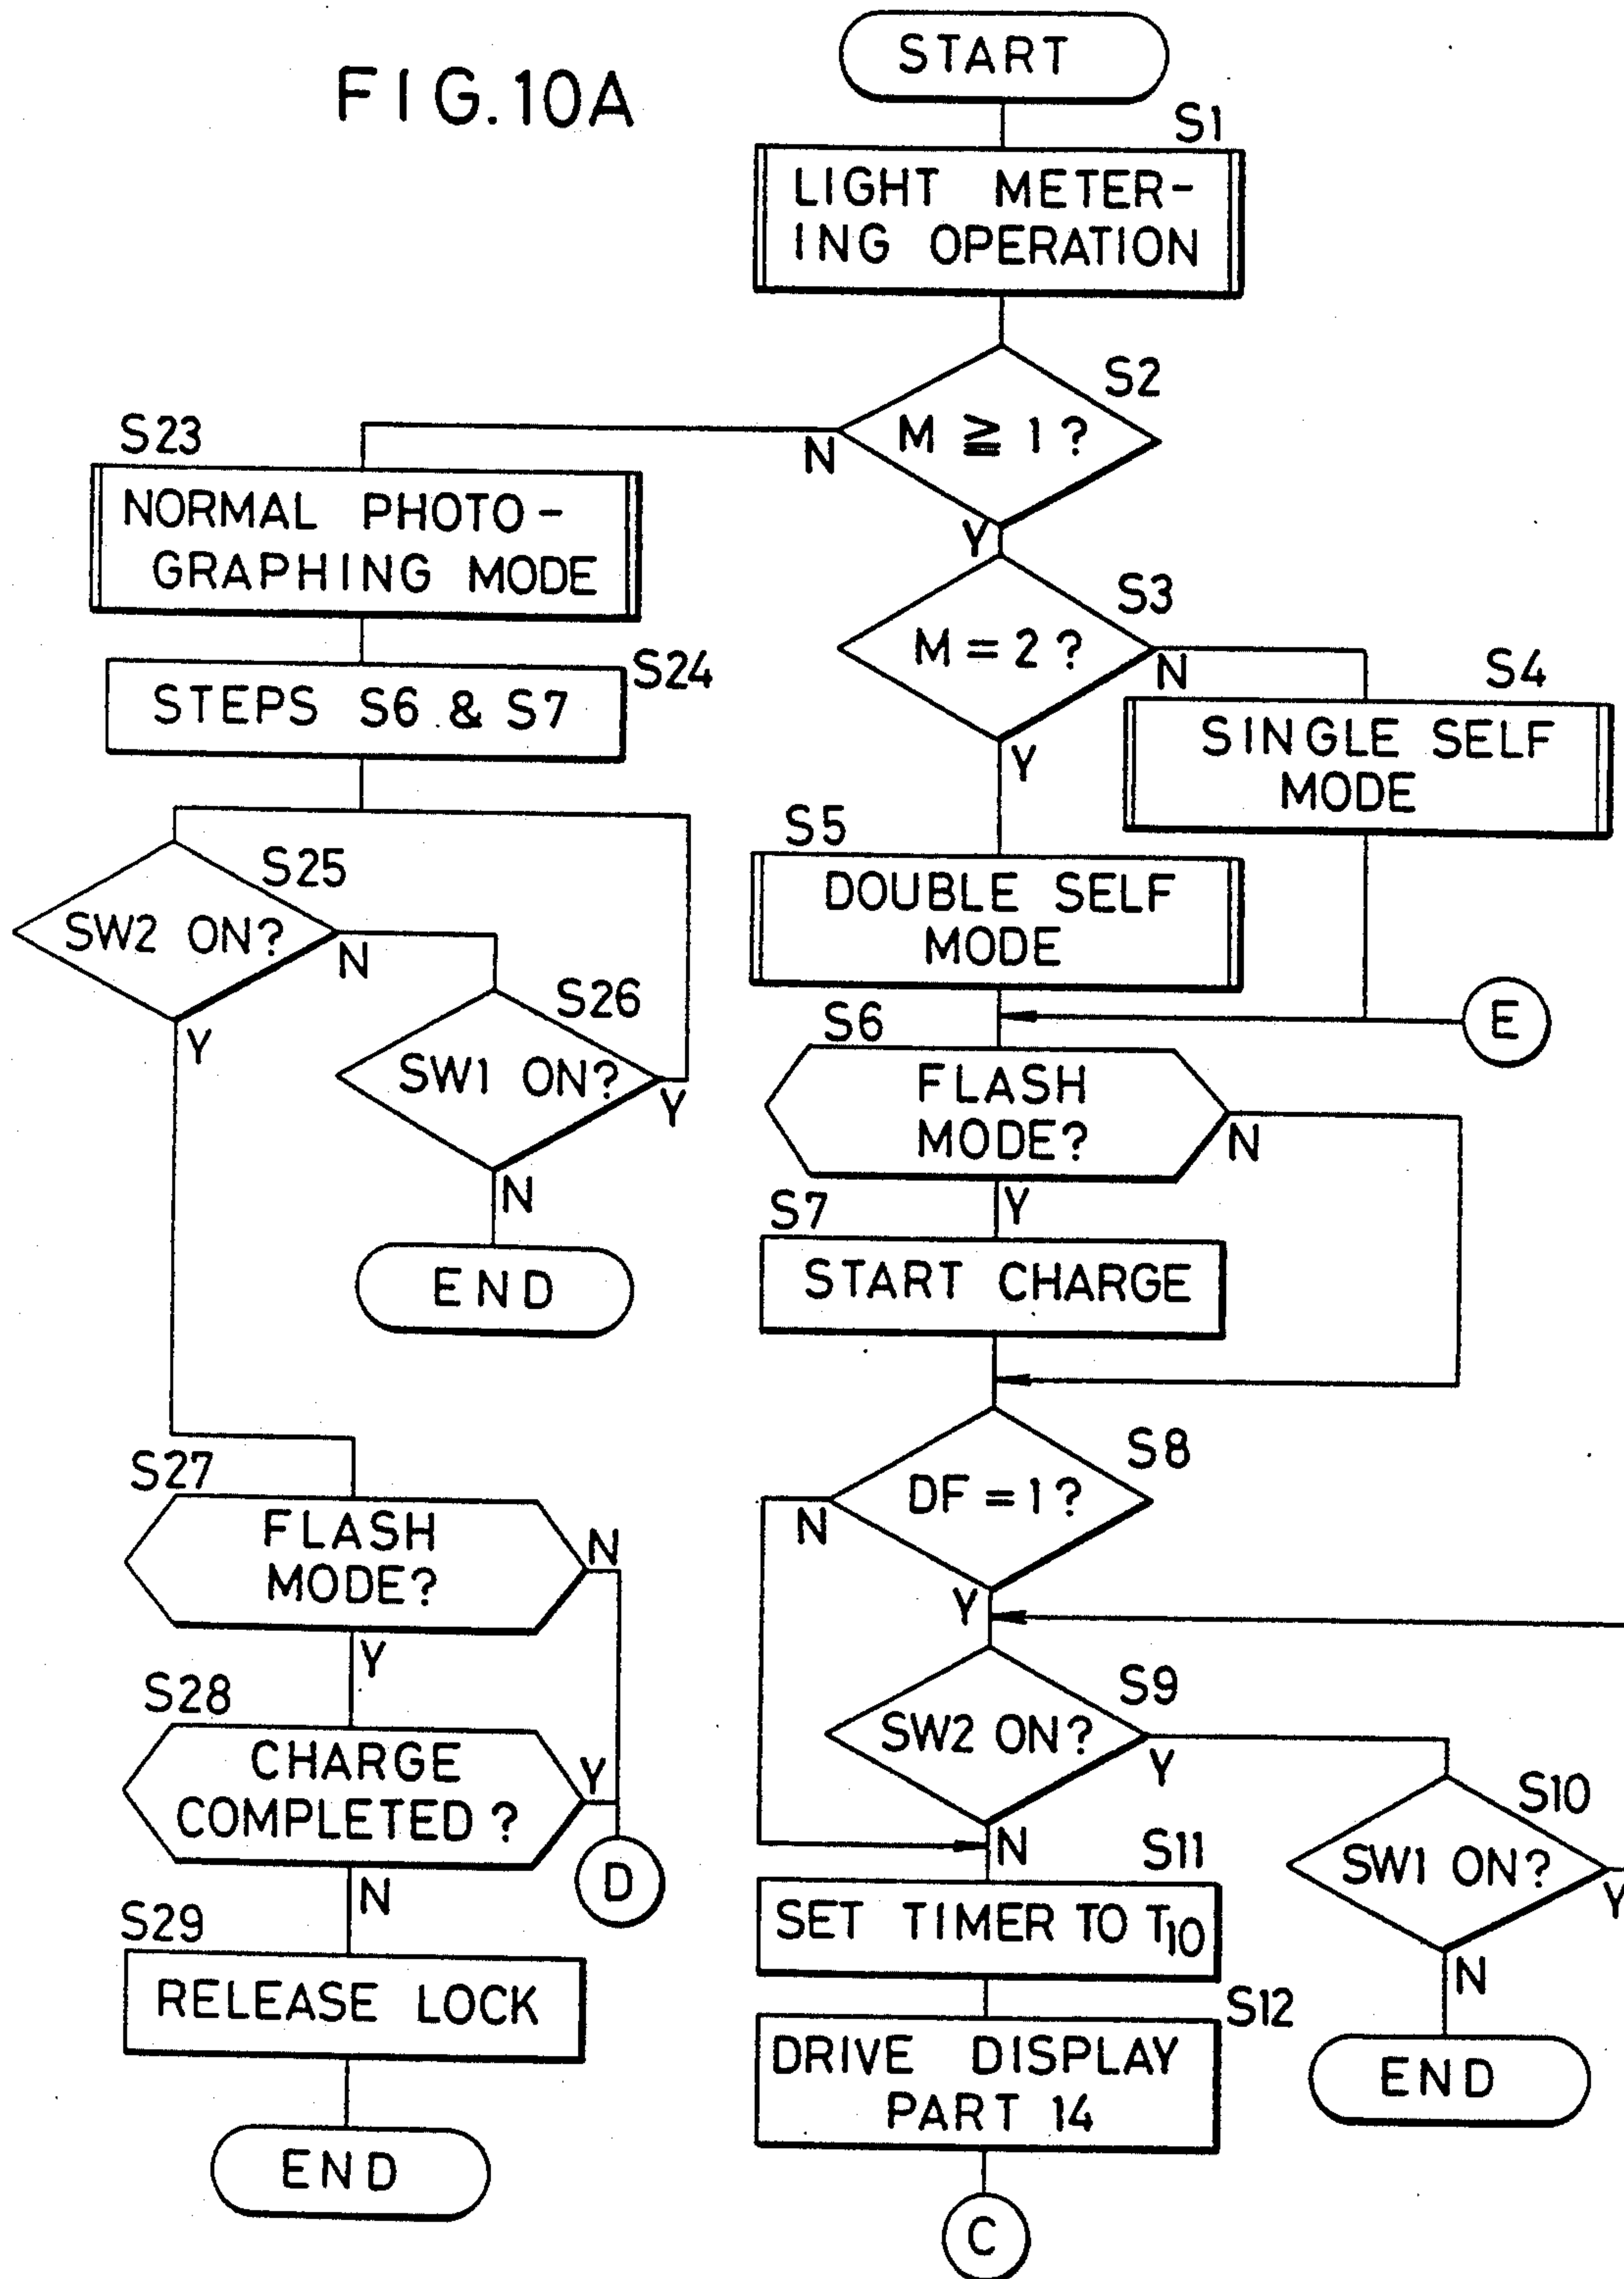 FIG.10A
START
S1
LIGHT METER-
ING OPERATION
S2
M ≧ 1?
N
Y
S23
NORMAL PHOTO-
GRAPHING MODE
S3
M = 2?
N
Y
S24
STEPS S6 & S7
S4
SINGLE SELF
MODE
S5
DOUBLE SELF
MODE
S25
SW2 ON?
N
Y
S26
SW1 ON?
Y
N
END
E
S6
FLASH
MODE?
N
Y
S7
START CHARGE
S8
DF = 1?
N
Y
S27
FLASH
MODE?
N
Y
S28
CHARGE
COMPLETED?
Y
N
D
S29
RELEASE LOCK
END
S9
SW2 ON?
Y
N
S10
SW1 ON?
Y
N
END
S11
SET TIMER TO T10
S12
DRIVE DISPLAY
PART 14
C